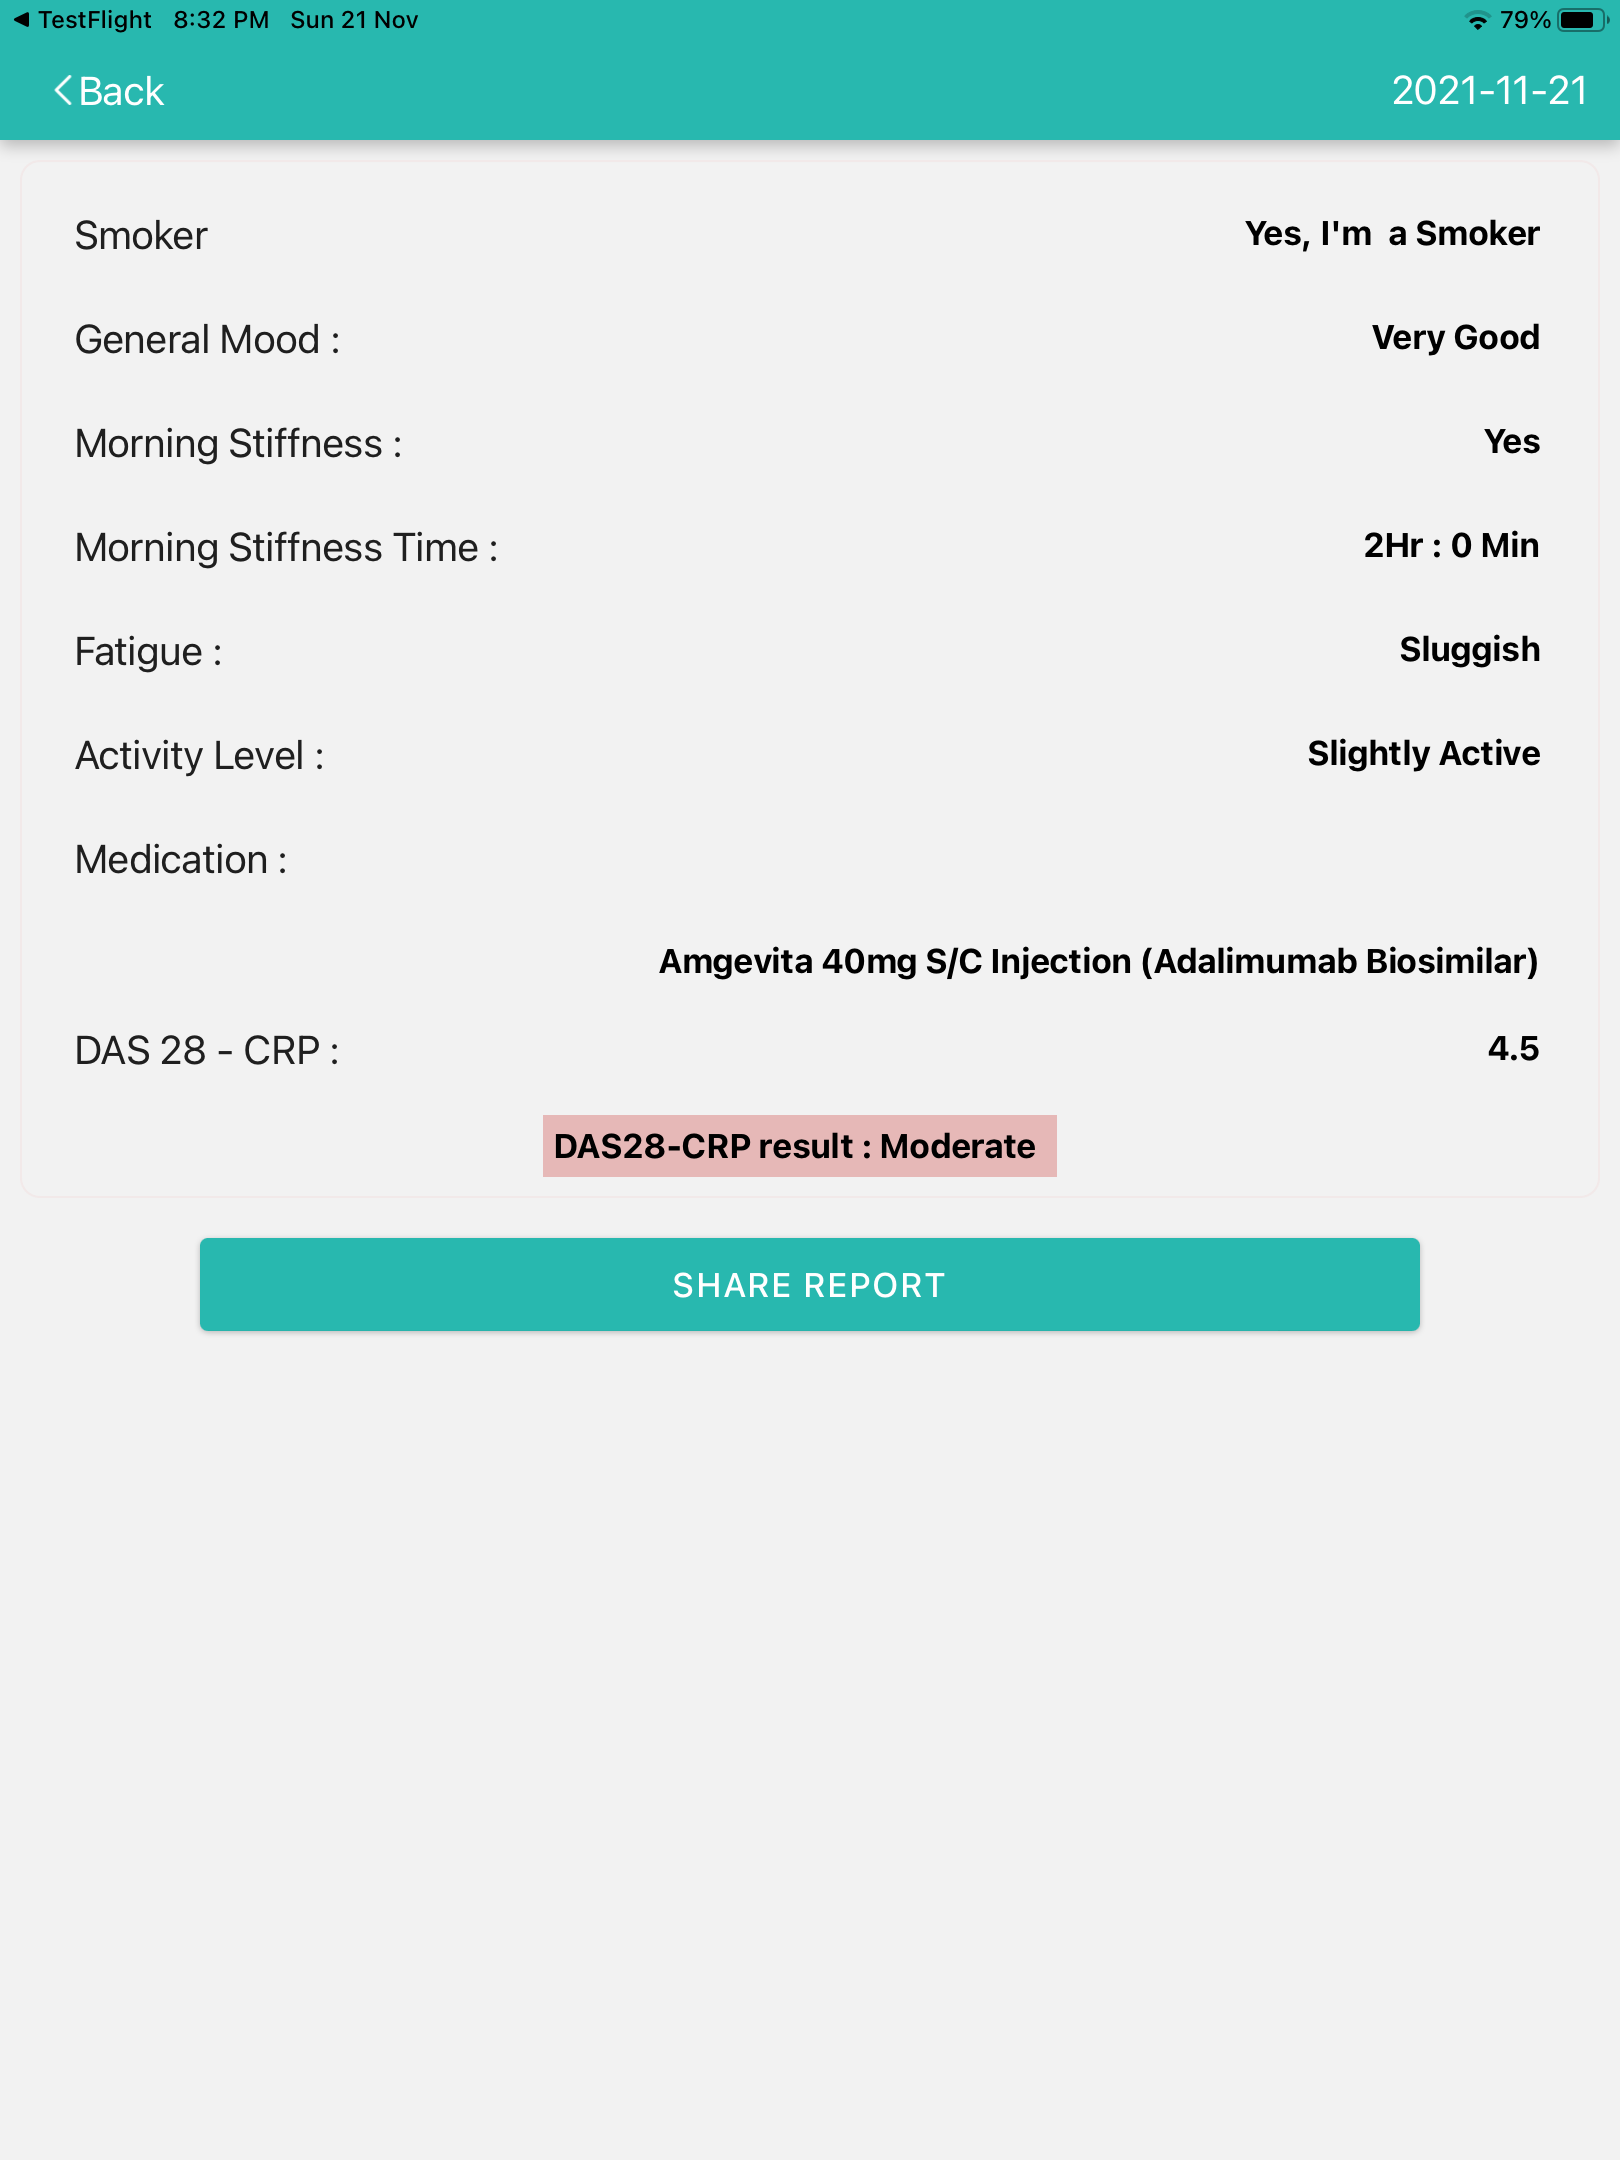 ◀ TestFlight 8:32 PM Sun 21 Nov 79%
Back 2021-11-21
Smoker Yes, I'm  a Smoker
General Mood : Very Good
Morning Stiffness : Yes
Morning Stiffness Time : 2Hr : 0 Min
Fatigue : Sluggish
Activity Level : Slightly Active
Medication :
Amgevita 40mg S/C Injection (Adalimumab Biosimilar)
DAS 28 - CRP : 4.5
DAS28-CRP result : Moderate
SHARE REPORT